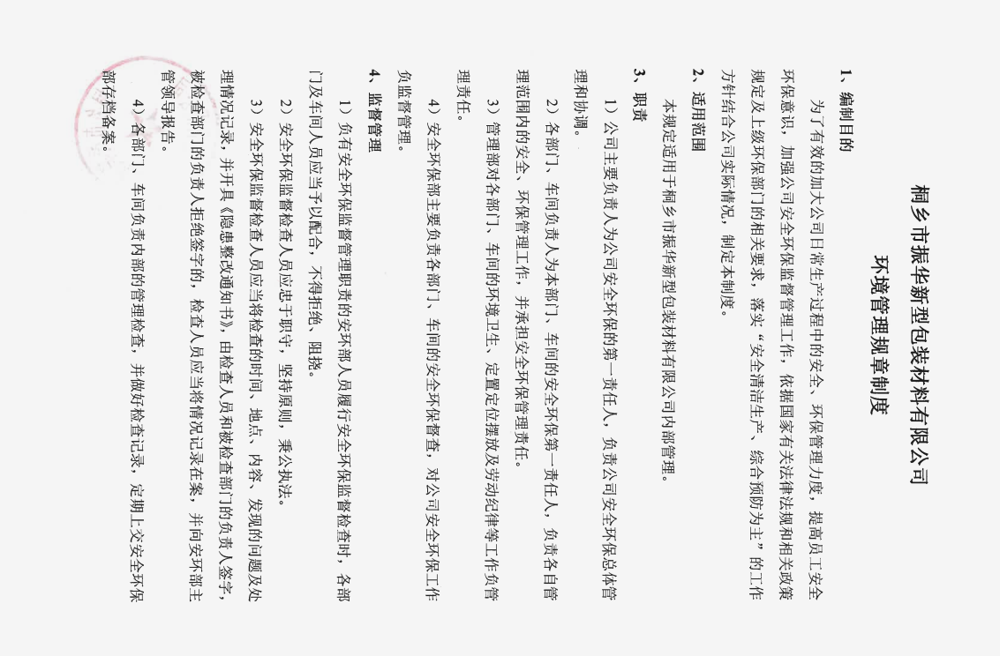 桐乡市振华新型包装材料有限公司
环境管理规章制度
1、编制目的
为了有效的加大公司日常生产过程中的安全、环保管理力度，提高员工安全
环保意识，加强公司安全环保监督管理工作，依据国家有关法律法规和相关政策
规定及上级环保部门的相关要求，落实“安全清洁生产、综合预防为主”的工作
方针结合公司实际情况，制定本制度。
2、适用范围
本规定适用于桐乡市振华新型包装材料有限公司内部管理。
3、职责
1）公司主要负责人为公司安全环保的第一责任人，负责公司安全环保总体管
理和协调。
2）各部门、车间负责人为本部门、车间的安全环保第一责任人，负责各自管
理范围内的安全、环保管理工作，并承担安全环保管理责任。
3）管理部对各部门、车间的环境卫生、定置定位摆放及劳动纪律等工作负管
理责任。
4）安全环保部主要负责各部门、车间的安全环保督查，对公司安全环保工作
负监督管理。
4、监督管理
1）负有安全环保监督管理职责的安环部人员履行安全环保监督检查时，各部
门及车间人员应当予以配合，不得拒绝、阻挠。
2）安全环保监督检查人员应忠于职守，坚持原则，秉公执法。
3）安全环保监督检查人员应当将检查的时间、地点、内容、发现的问题及处
理情况记录，并开具《隐患整改通知书》，由检查人员和被检查部门的负责人签字，
被检查部门的负责人拒绝签字的，检查人员应当将情况记录在案，并向安环部主
管领导报告。
4）各部门、车间负责内部的管理检查，并做好检查记录，定期上交安全环保
部存档备案。